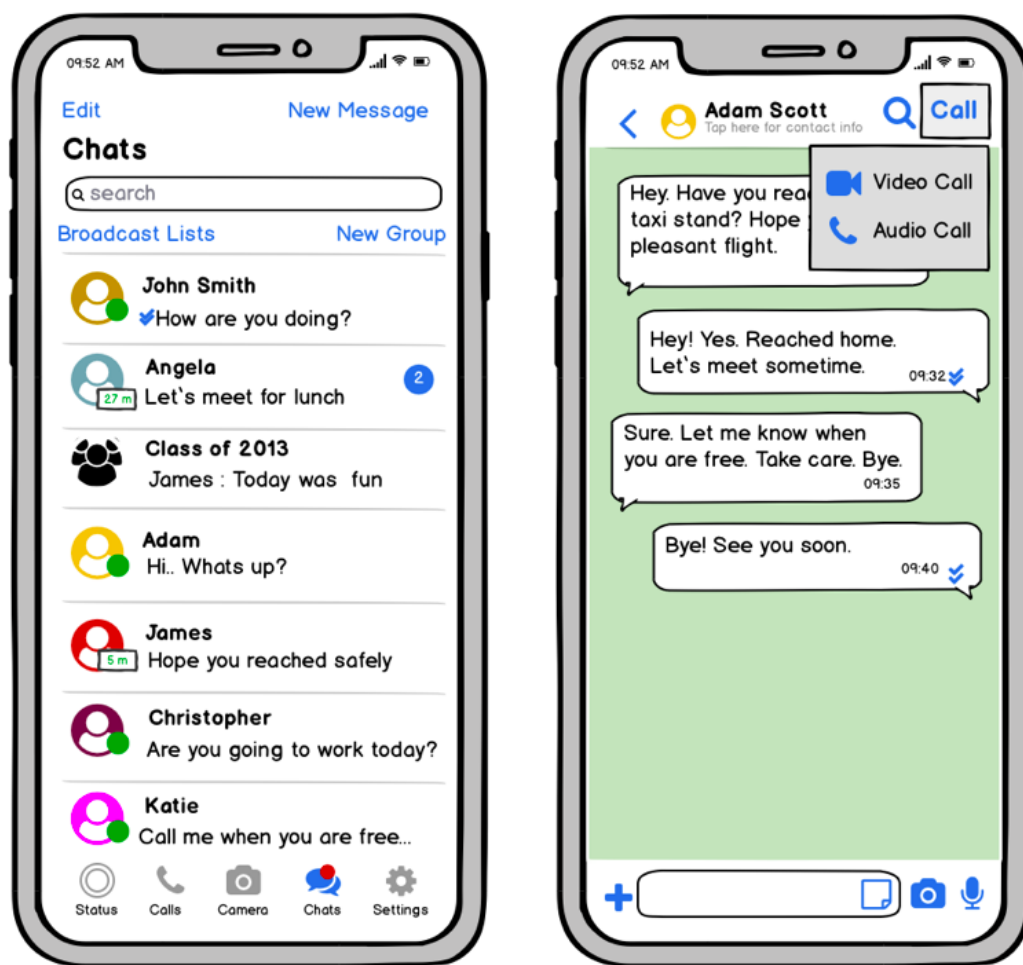 09:52 AM
Edit New Message
Chats
search
Broadcast Lists New Group
John Smith
How are you doing?
Angela
27 m Let`s meet for lunch 2
Class of 2013
James : Today was fun
Adam
Hi.. Whats up?
James
5 m Hope you reached safely
Christopher
Are you going to work today?
Katie
Call me when you are free...
Status Calls Camera Chats Settings
09:52 AM
Adam Scott
Tap here for contact info
Call
Video Call
Audio Call
Hey. Have you
taxi stand? Hope
pleasant flight.
Hey! Yes. Reached home.
Let`s meet sometime.
09:32
Sure. Let me know when
you are free. Take care. Bye.
09:35
Bye! See you soon.
09:40